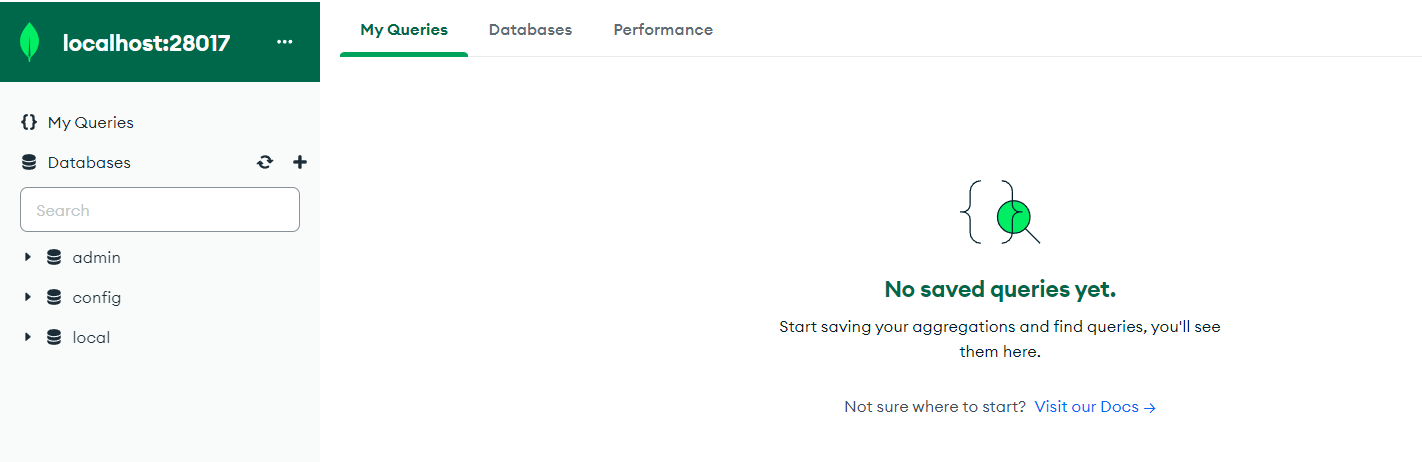 localhost:28017
My Queries
Databases
Search
admin
config
local
My Queries Databases Performance
No saved queries yet.
Start saving your aggregations and find queries, you'll see
them here.
Not sure where to start? Visit our Docs →